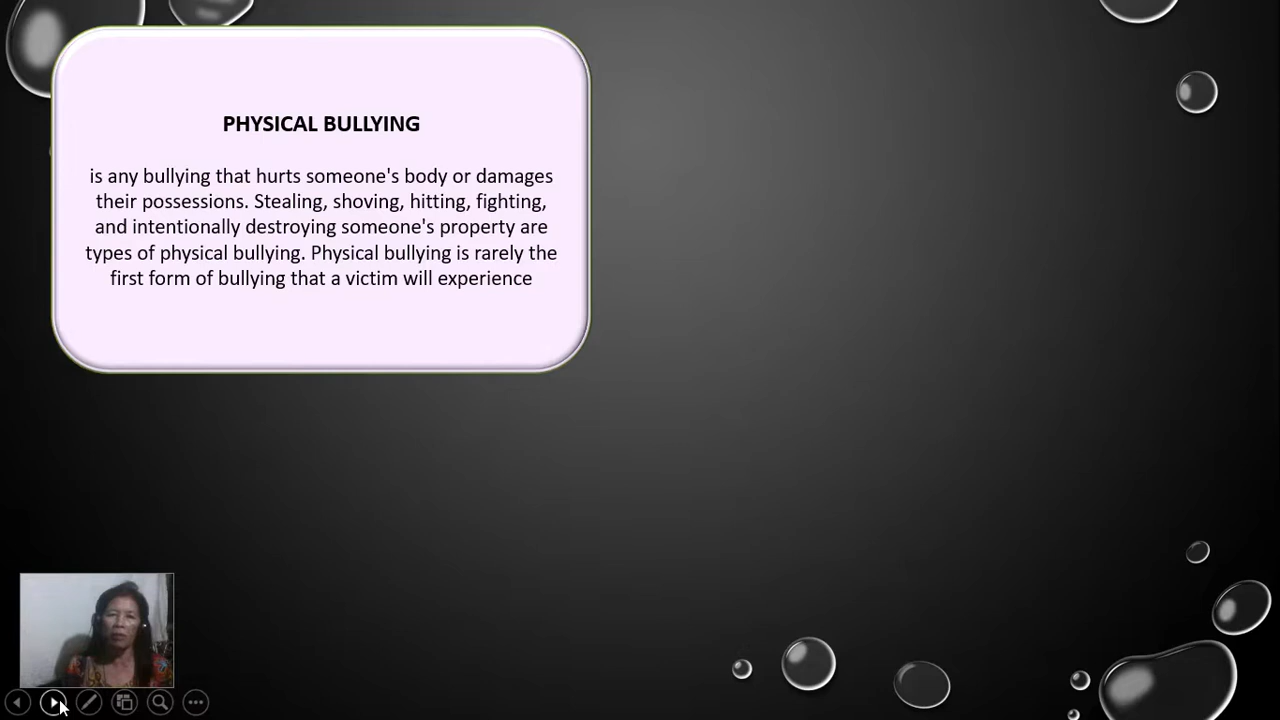 PHYSICAL BULLYING
is any bullying that hurts someone's body or damages
their possessions. Stealing, shoving, hitting, fighting,
and intentionally destroying someone's property are
types of physical bullying. Physical bullying is rarely the
first form of bullying that a victim will experience